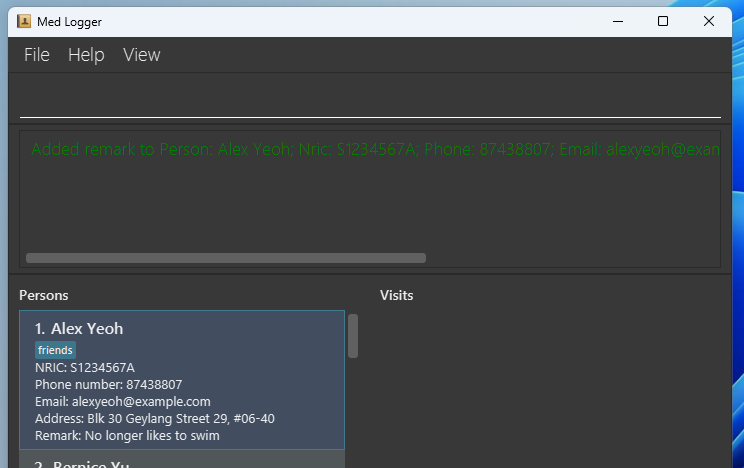 Med Logger
File Help View
Added remark to Person: Alex Yeoh; Nric: S1234567A; Phone: 87438807; Email: alexyeoh@exan
Persons
Visits
1. Alex Yeoh
friends
NRIC: S1234567A
Phone number: 87438807
Email: alexyeoh@example.com
Address: Blk 30 Geylang Street 29, #06-40
Remark: No longer likes to swim
2. Bernice Yu